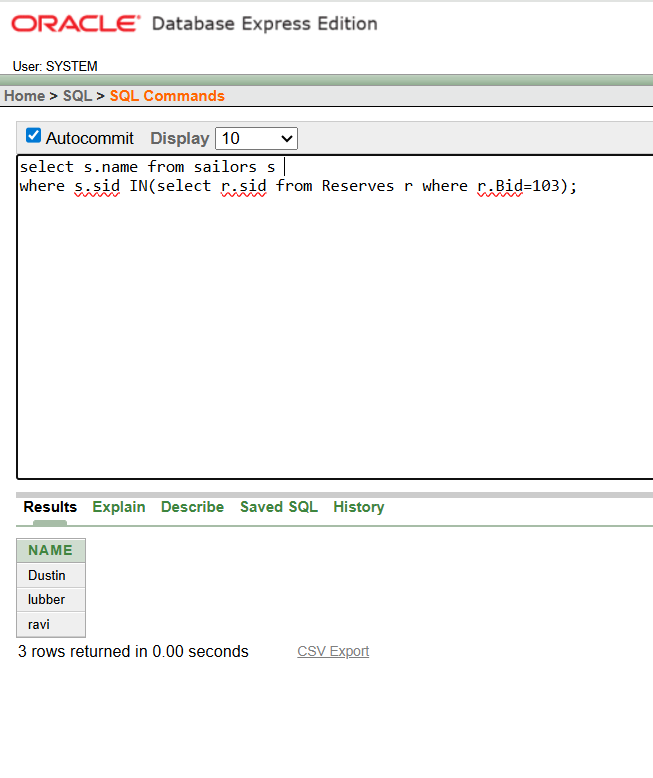 ORACLE® Database Express Edition
User: SYSTEM
Home > SQL > SQL Commands
Autocommit Display 10
select s.name from sailors s
where s.sid IN(select r.sid from Reserves r where r.Bid=103);
Results Explain Describe Saved SQL History
NAME
Dustin
lubber
ravi
3 rows returned in 0.00 seconds CSV Export